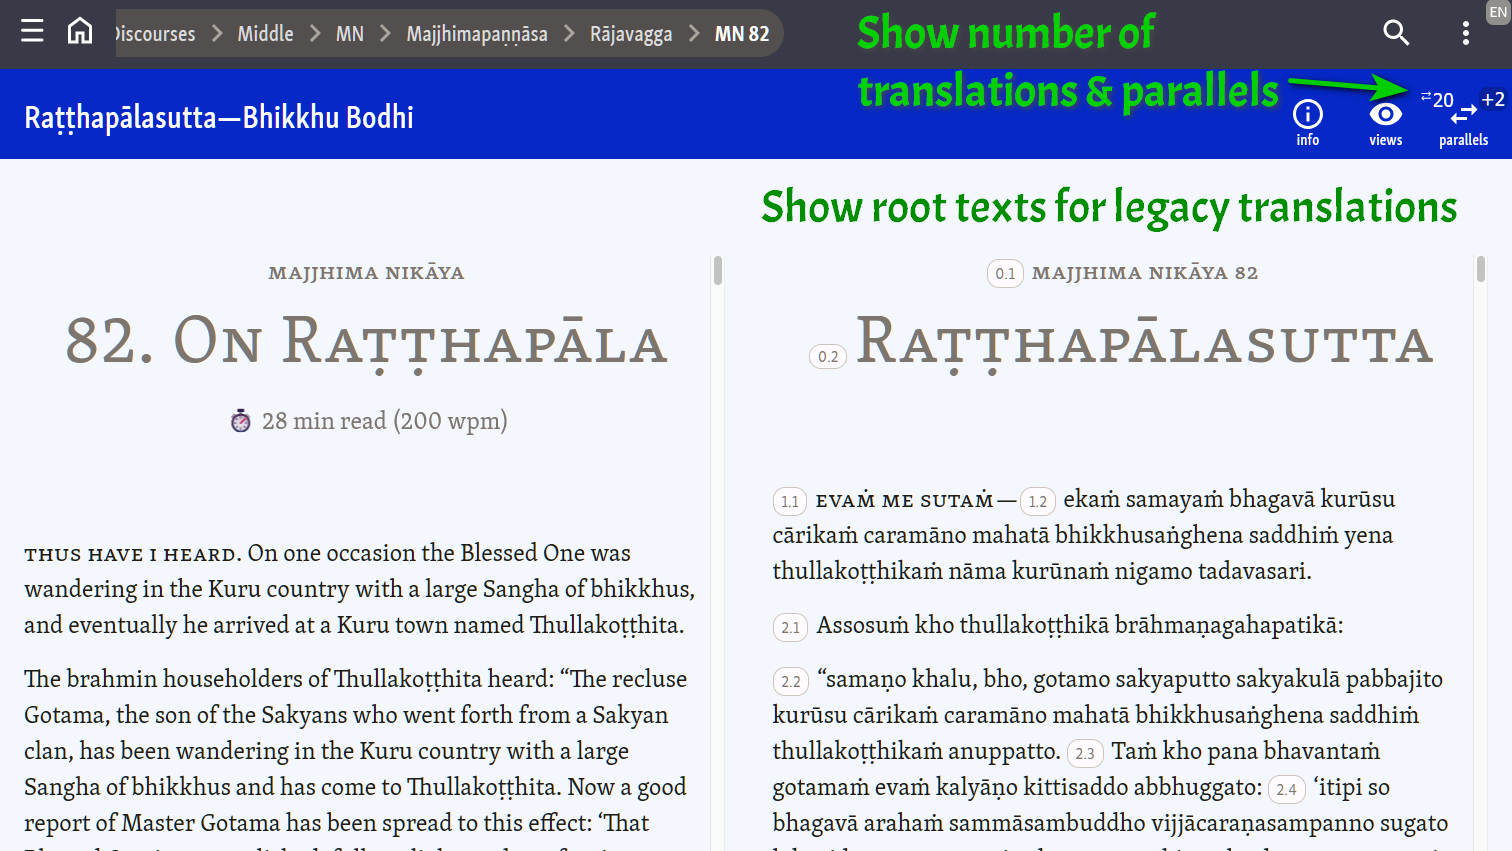 Discourses Middle MN Majjhimapaṇṇāsa Rājavagga MN 82
EN
Show number of
translations & parallels
Raṭṭhapālasutta—Bhikkhu Bodhi
⇄20 +2
info views parallels
Show root texts for legacy translations
Majjhima Nikāya
82. On Raṭṭhapāla
28 min read (200 wpm)
Thus have I heard. On one occasion the Blessed One was
wandering in the Kuru country with a large Sangha of bhikkhus,
and eventually he arrived at a Kuru town named Thullakoṭṭhita.
The brahmin householders of Thullakoṭṭhita heard: “The recluse
Gotama, the son of the Sakyans who went forth from a Sakyan
clan, has been wandering in the Kuru country with a large
Sangha of bhikkhus and has come to Thullakoṭṭhita. Now a good
report of Master Gotama has been spread to this effect: ‘That
0.1 Majjhima Nikāya 82
0.2 Raṭṭhapālasutta
1.1 Evaṁ me sutaṁ—1.2 ekaṁ samayaṁ bhagavā kurūsu
cārikaṁ caramāno mahatā bhikkhusaṅghena saddhiṁ yena
thullakoṭṭhikaṁ nāma kurūnaṁ nigamo tadavasari.
2.1 Assosuṁ kho thullakoṭṭhikā brāhmaṇagahapatikā:
2.2 “samaṇo khalu, bho, gotamo sakyaputto sakyakulā pabbajito
kurūsu cārikaṁ caramāno mahatā bhikkhusaṅghena saddhiṁ
thullakoṭṭhikaṁ anuppatto. 2.3 Taṁ kho pana bhavantaṁ
gotamaṁ evaṁ kalyāṇo kittisaddo abbhuggato: 2.4 ‘itipi so
bhagavā arahaṁ sammāsambuddho vijjācaraṇasampanno sugato